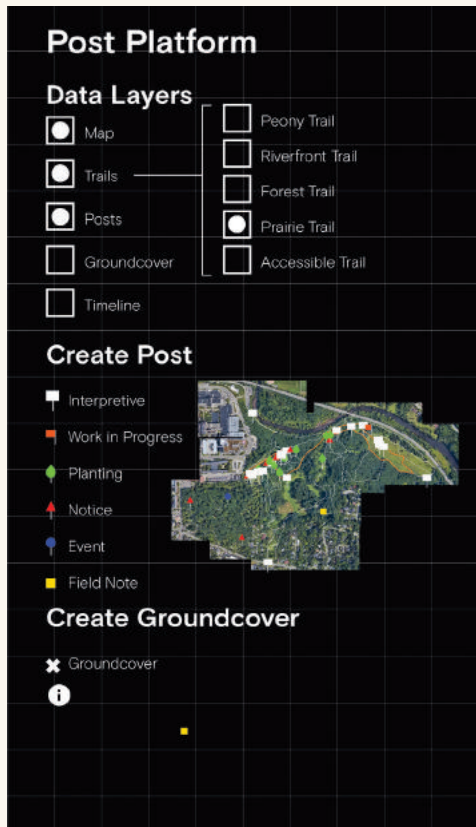 Post Platform
Data Layers
Map
Trails
Posts
Groundcover
Timeline
Peony Trail
Riverfront Trail
Forest Trail
Prairie Trail
Accessible Trail
Create Post
Interpretive
Work in Progress
Planting
Notice
Event
Field Note
Create Groundcover
Groundcover
i